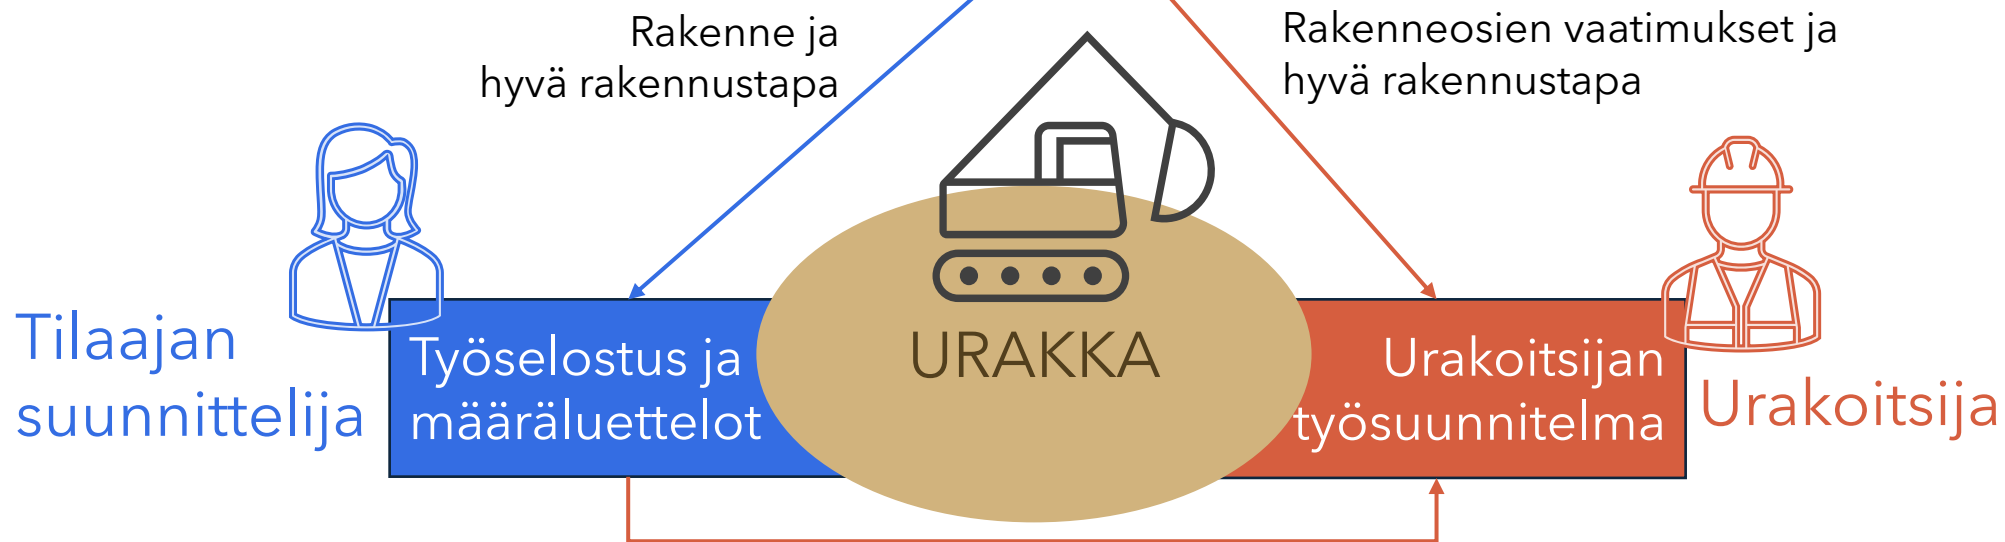 Rakenne ja
hyvä rakennustapa
Rakenneosien vaatimukset ja
hyvä rakennustapa
Tilaajan
suunnittelija
Työselostus ja
määräluettelot
URAKKA
Urakoitsijan
työsuunnitelma
Urakoitsija